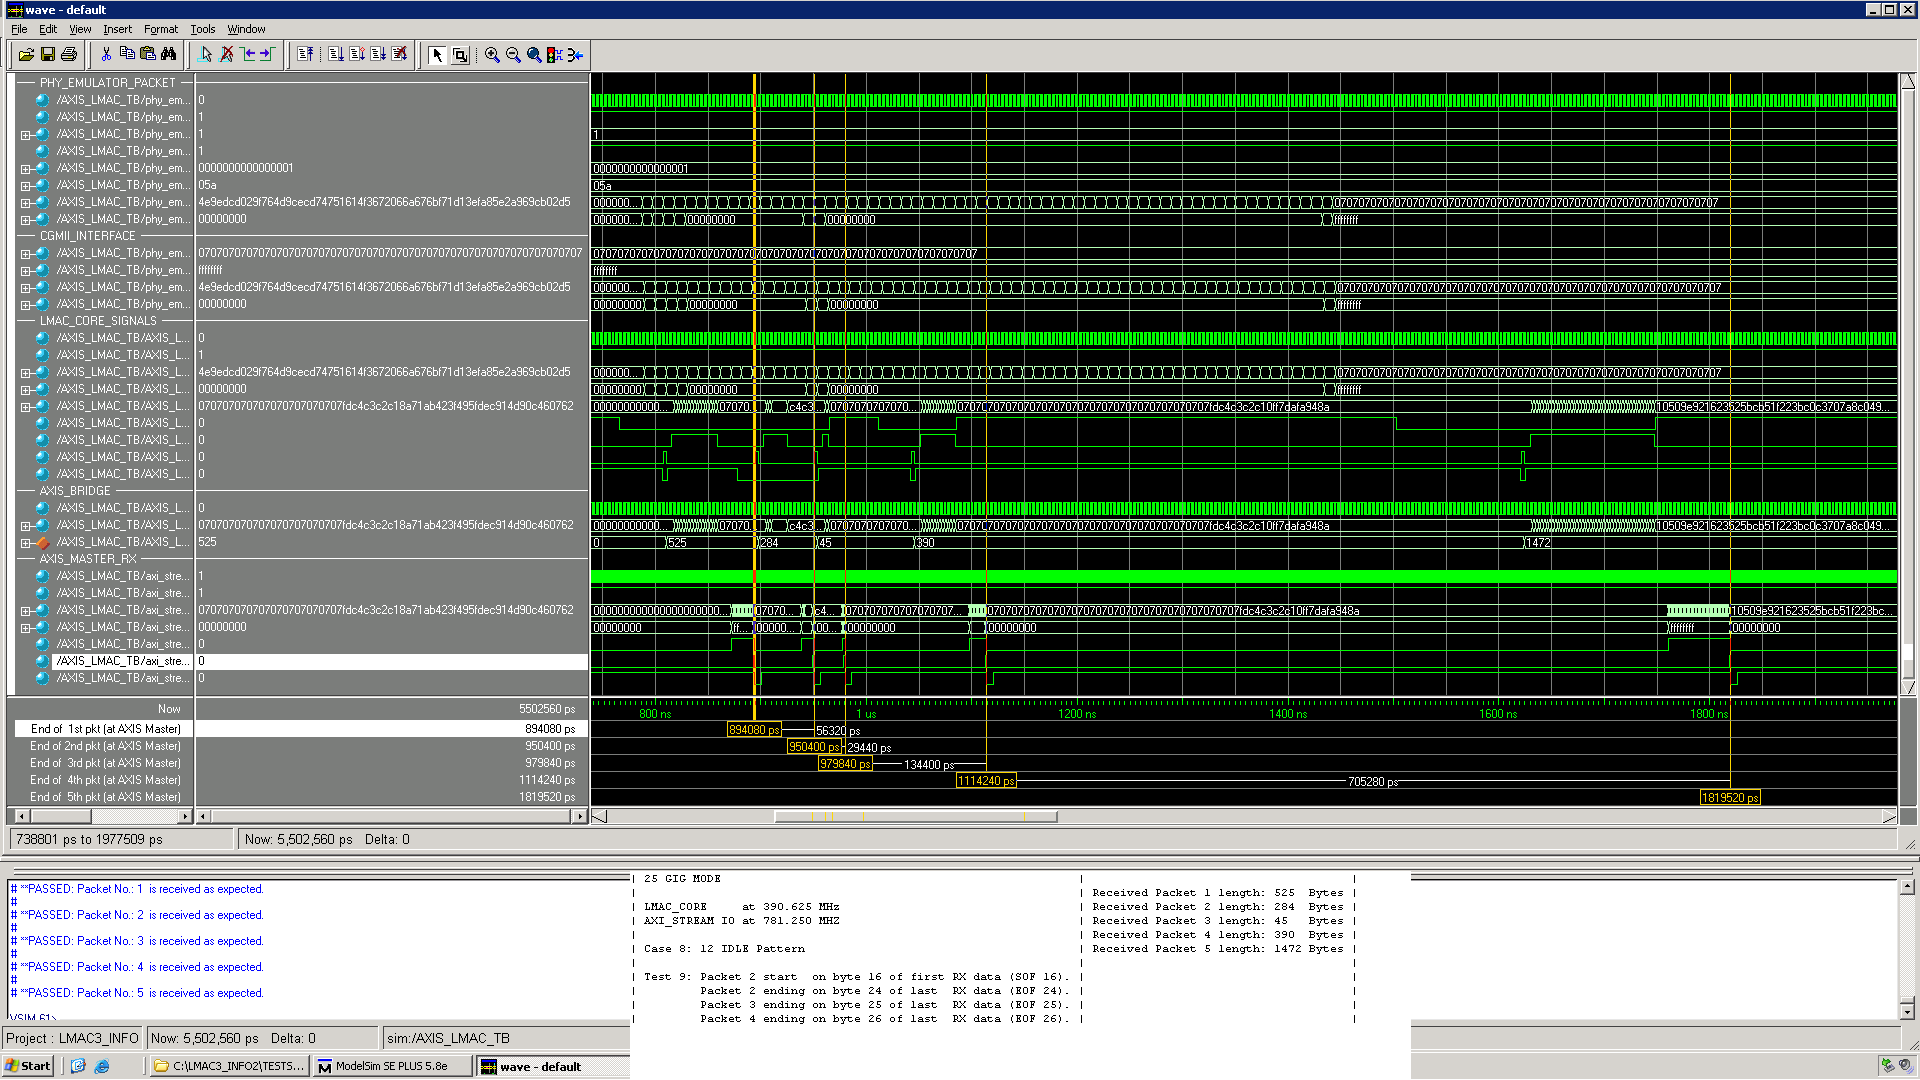 wave - default
File Edit View Insert Format Tools Window
PHY_EMULATOR_PACKET
/AXIS_LMAC_TB/phy_em... 0
/AXIS_LMAC_TB/phy_em... 1
/AXIS_LMAC_TB/phy_em... 1 1
/AXIS_LMAC_TB/phy_em... 1
/AXIS_LMAC_TB/phy_em... 0000000000000001 0000000000000001
/AXIS_LMAC_TB/phy_em... 05a 05a
/AXIS_LMAC_TB/phy_em... 4e9edcd029f764d9cecd74751614f3672066a676bf71d13efa85e2a969cb02d5 000000...
/AXIS_LMAC_TB/phy_em... 00000000 000000... 00000000 00000000 ffffffff
CGMII_INTERFACE
/AXIS_LMAC_TB/phy_em... 0707070707070707070707070707070707070707070707070707070707070707
/AXIS_LMAC_TB/phy_em... ffffffff ffffffff
/AXIS_LMAC_TB/phy_em... 4e9edcd029f764d9cecd74751614f3672066a676bf71d13efa85e2a969cb02d5 000000...
/AXIS_LMAC_TB/phy_em... 00000000 00000000 00000000 00000000 ffffffff
LMAC_CORE_SIGNALS
/AXIS_LMAC_TB/AXIS_L... 0
/AXIS_LMAC_TB/AXIS_L... 1
/AXIS_LMAC_TB/AXIS_L... 4e9edcd029f764d9cecd74751614f3672066a676bf71d13efa85e2a969cb02d5 000000...
/AXIS_LMAC_TB/AXIS_L... 00000000 00000000 00000000 00000000 ffffffff
/AXIS_LMAC_TB/AXIS_L... 070707070707070707070707fdc4c3c2c18a71ab423f495fdec914d90c460762 00000000000... 07070... c4c3... 10509e921623525bcb51f223bc0c3707a8c049...
/AXIS_LMAC_TB/AXIS_L... 0
/AXIS_LMAC_TB/AXIS_L... 0
/AXIS_LMAC_TB/AXIS_L... 0
/AXIS_LMAC_TB/AXIS_L... 0
AXIS_BRIDGE
/AXIS_LMAC_TB/AXIS_L... 0
/AXIS_LMAC_TB/AXIS_L... 070707070707070707070707fdc4c3c2c18a71ab423f495fdec914d90c460762 00000000000... 07070... c4c3... 10509e921623525bcb51f223bc0c3707a8c049...
/AXIS_LMAC_TB/AXIS_L... 525 0 525 284 45 390 1472
AXIS_MASTER_RX
/AXIS_LMAC_TB/axi_stre... 1
/AXIS_LMAC_TB/axi_stre... 1
/AXIS_LMAC_TB/axi_stre... 070707070707070707070707fdc4c3c2c18a71ab423f495fdec914d90c460762 07070... c4... 10509e921623525bcb51f223bc...
/AXIS_LMAC_TB/axi_stre... 00000000 00000000 ff... 00000... 00... 00000000 00000000 ffffffff 00000000
/AXIS_LMAC_TB/axi_stre... 0
/AXIS_LMAC_TB/axi_stre... 0
/AXIS_LMAC_TB/axi_stre... 0
Now 5502560 ps 800 ns 1 us 1200 ns 1400 ns 1600 ns 1800 ns
End of 1st pkt (at AXIS Master) 894080 ps 894080 ps 56320 ps
End of 2nd pkt (at AXIS Master) 950400 ps 950400 ps 29440 ps
End of 3rd pkt (at AXIS Master) 979840 ps 979840 ps 134400 ps
End of 4th pkt (at AXIS Master) 1114240 ps 1114240 ps 705280 ps
End of 5th pkt (at AXIS Master) 1819520 ps 1819520 ps
738801 ps to 1977509 ps Now: 5,502,560 ps Delta: 0
# **PASSED: Packet No.: 1 is received as expected.
#
# **PASSED: Packet No.: 2 is received as expected.
#
# **PASSED: Packet No.: 3 is received as expected.
#
# **PASSED: Packet No.: 4 is received as expected.
#
# **PASSED: Packet No.: 5 is received as expected.
VSIM 61>
| 25 GIG MODE | |
| | Received Packet 1 length: 525 Bytes |
| LMAC_CORE at 390.625 MHz | Received Packet 2 length: 284 Bytes |
| AXI_STREAM IO at 781.250 MHZ | Received Packet 3 length: 45 Bytes |
| | Received Packet 4 length: 390 Bytes |
| Case 8: 12 IDLE Pattern | Received Packet 5 length: 1472 Bytes |
| | |
| Test 9: Packet 2 start on byte 16 of first RX data (SOF 16). | |
| Packet 2 ending on byte 24 of last RX data (EOF 24). | |
| Packet 3 ending on byte 25 of last RX data (EOF 25). | |
| Packet 4 ending on byte 26 of last RX data (EOF 26). | |
Project : LMAC3_INFO Now: 5,502,560 ps Delta: 0 sim:/AXIS_LMAC_TB
Start C:\LMAC3_INFO2\TESTS... ModelSim SE PLUS 5.8e wave - default